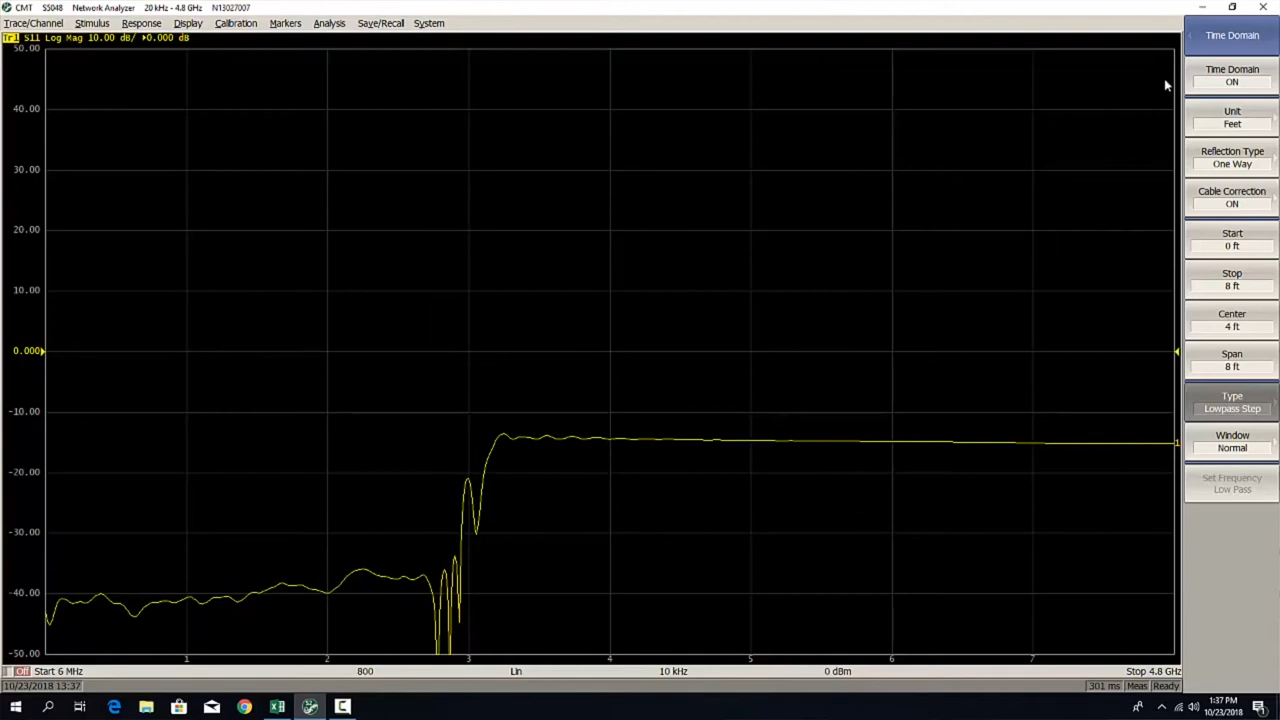 CMT S5048 Network Analyzer 20 kHz - 4.8 GHz N13027007
Trace/Channel Stimulus Response Display Calibration Markers Analysis Save/Recall System
Tr1 S11 Log Mag 10.00 dB/ 0.000 dB
50.00
40.00
30.00
20.00
10.00
0.000
-10.00
-20.00
-30.00
-40.00
-50.00
1
1 2 3 4 5 6 7
Off Start 6 MHz 800 Lin 10 kHz 0 dBm Stop 4.8 GHz
10/23/2018 13:37 301 ms Meas Ready
Time Domain
Time Domain
ON
Unit
Feet
Reflection Type
One Way
Cable Correction
ON
Start
0 ft
Stop
8 ft
Center
4 ft
Span
8 ft
Type
Lowpass Step
Window
Normal
Set Frequency
Low Pass
1:37 PM
10/23/2018
1